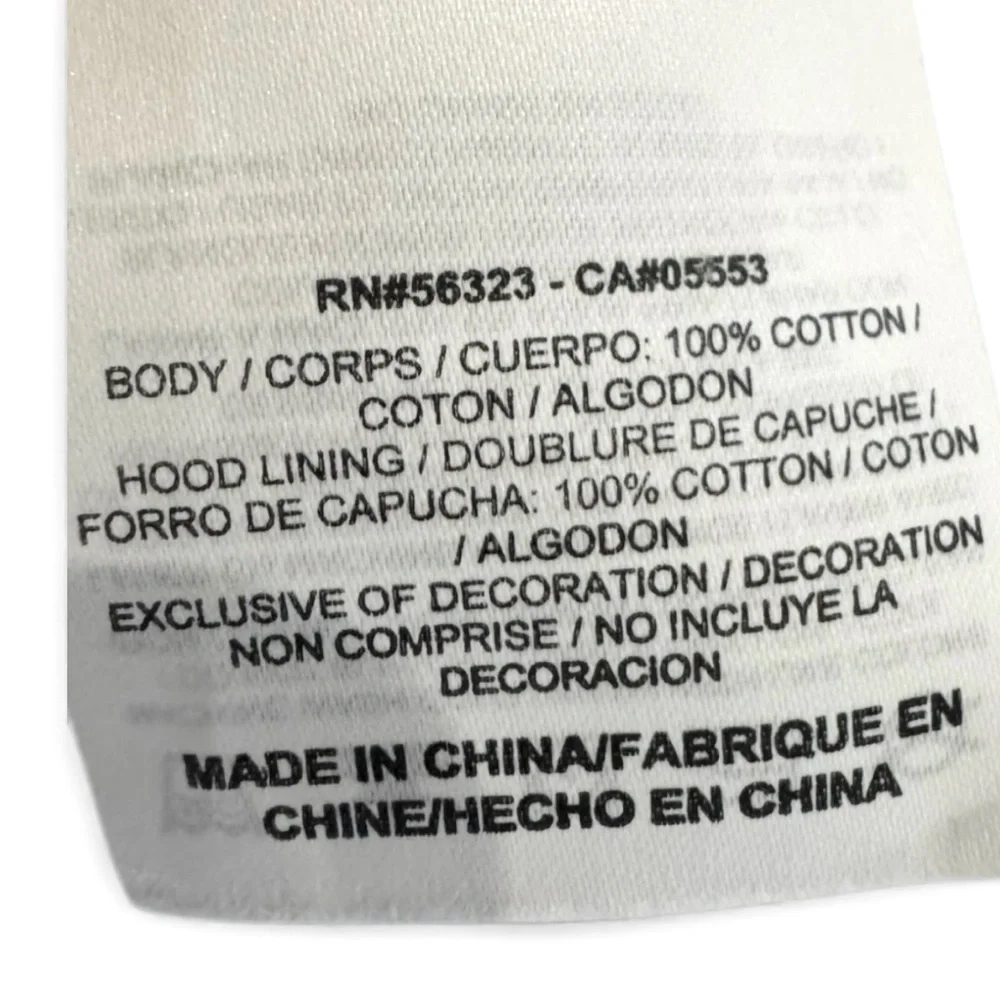 RN#56323 - CA#05553
BODY / CORPS / CUERPO: 100% COTTON /
COTON / ALGODON
HOOD LINING / DOUBLURE DE CAPUCHE /
FORRO DE CAPUCHA: 100% COTTON / COTON
/ ALGODON
EXCLUSIVE OF DECORATION / DECORATION
NON COMPRISE / NO INCLUYE LA
DECORACION
MADE IN CHINA/FABRIQUE EN
CHINE/HECHO EN CHINA